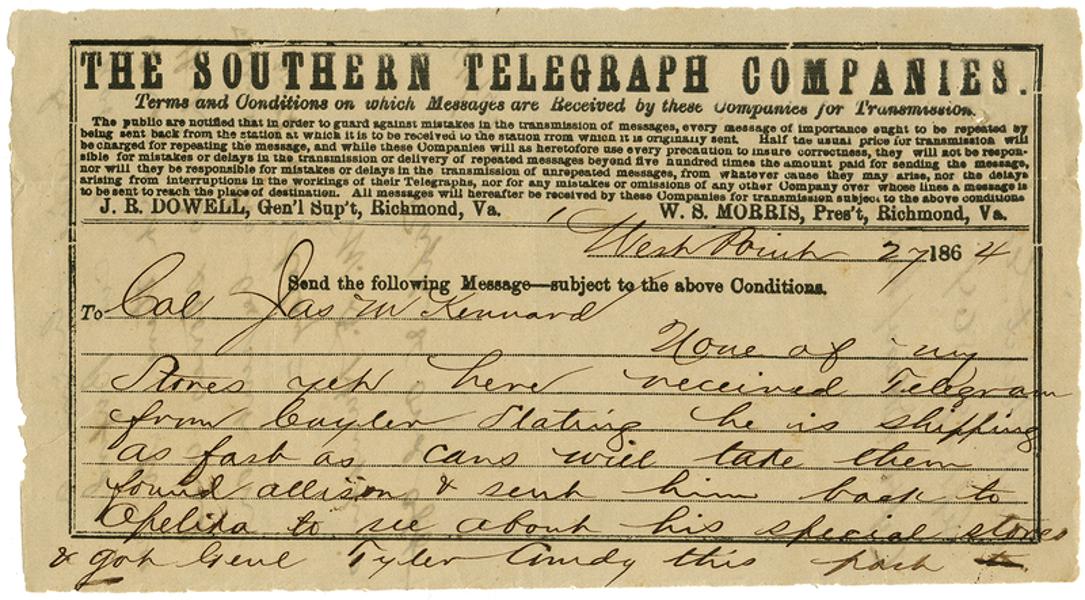 THE SOUTHERN TELEGRAPH COMPANIES.
Terms and Conditions on which Messages are Received by these Companies for Transmission.
The public are notified that in order to guard against mistakes in the transmission of messages, every message of importance ought to be repeated by
being sent back from the station at which it is to be received to the station from which it is originally sent. Half the usual price for transmission will
be charged for repeating the message, and while these Companies will as heretofore use every precaution to insure correctness, they will not be respon-
sible for mistakes or delays in the transmission or delivery of repeated messages beyond five hundred times the amount paid for sending the message,
nor will they be responsible for mistakes or delays in the transmission of unrepeated messages, from whatever cause they may arise, nor the delays
arising from interruptions in the workings of their Telegraphs, nor for any mistakes or omissions of any other Company over whose lines a message is
to be sent to reach the place of destination. All messages will hereafter be received by these Companies for transmission subject to the above conditions
J. R. DOWELL, Gen'l Sup't, Richmond, Va. W. S. MORRIS, Pres't, Richmond, Va.
West Point 27 1864
Send the following Message—subject to the above Conditions.
To Col Jas M Kennard
None of my
Stores yet here received Telegram
from Cuyler Stating he is shipping
as fast as cars will take them
found allison & sent him back to
Opelika to see about his special stores
& got Genl Tyler this